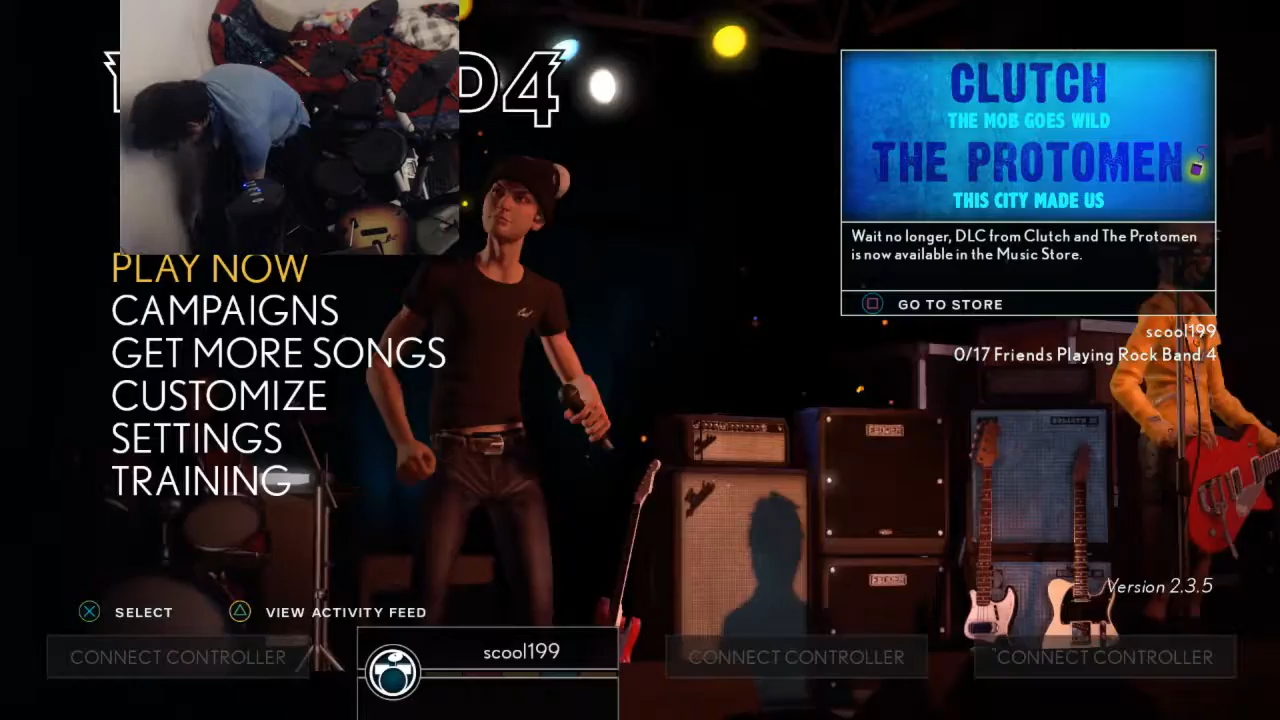 D4
CLUTCH
THE MOB GOES WILD
THE PROTOMEN
THIS CITY MADE US
Wait no longer, DLC from Clutch and The Protomen
is now available in the Music Store.
GO TO STORE
scool199
0/17 Friends Playing Rock Band 4
PLAY NOW
CAMPAIGNS
GET MORE SONGS
CUSTOMIZE
SETTINGS
TRAINING
Version 2.3.5
SELECT
VIEW ACTIVITY FEED
CONNECT CONTROLLER
scool199
CONNECT CONTROLLER
CONNECT CONTROLLER